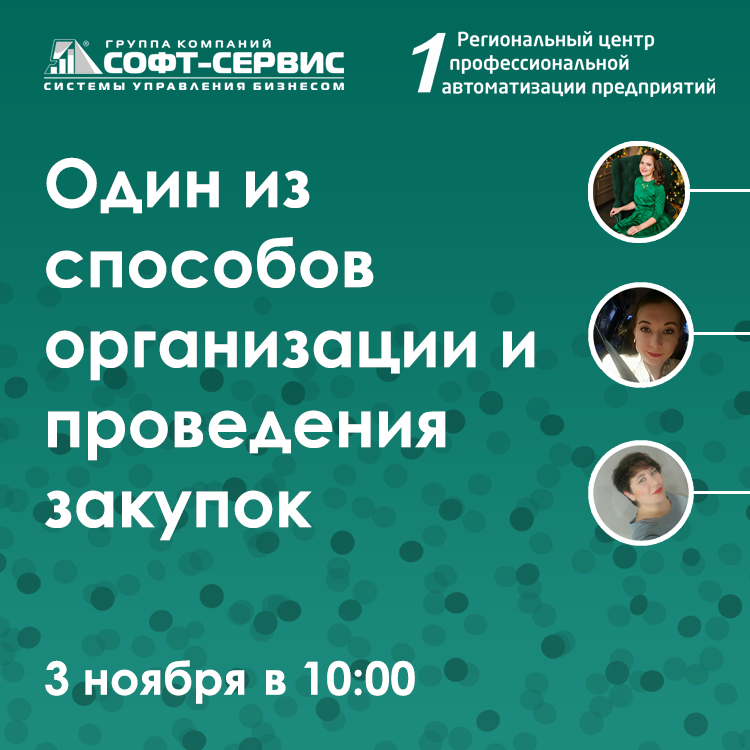 ГРУППА КОМПАНИЙ
СОФТ-СЕРВИС
СИСТЕМЫ УПРАВЛЕНИЯ БИЗНЕСОМ
1 Региональный центр
профессиональной
автоматизации предприятий
Один из
способов
организации и
проведения
закупок
3 ноября в 10:00